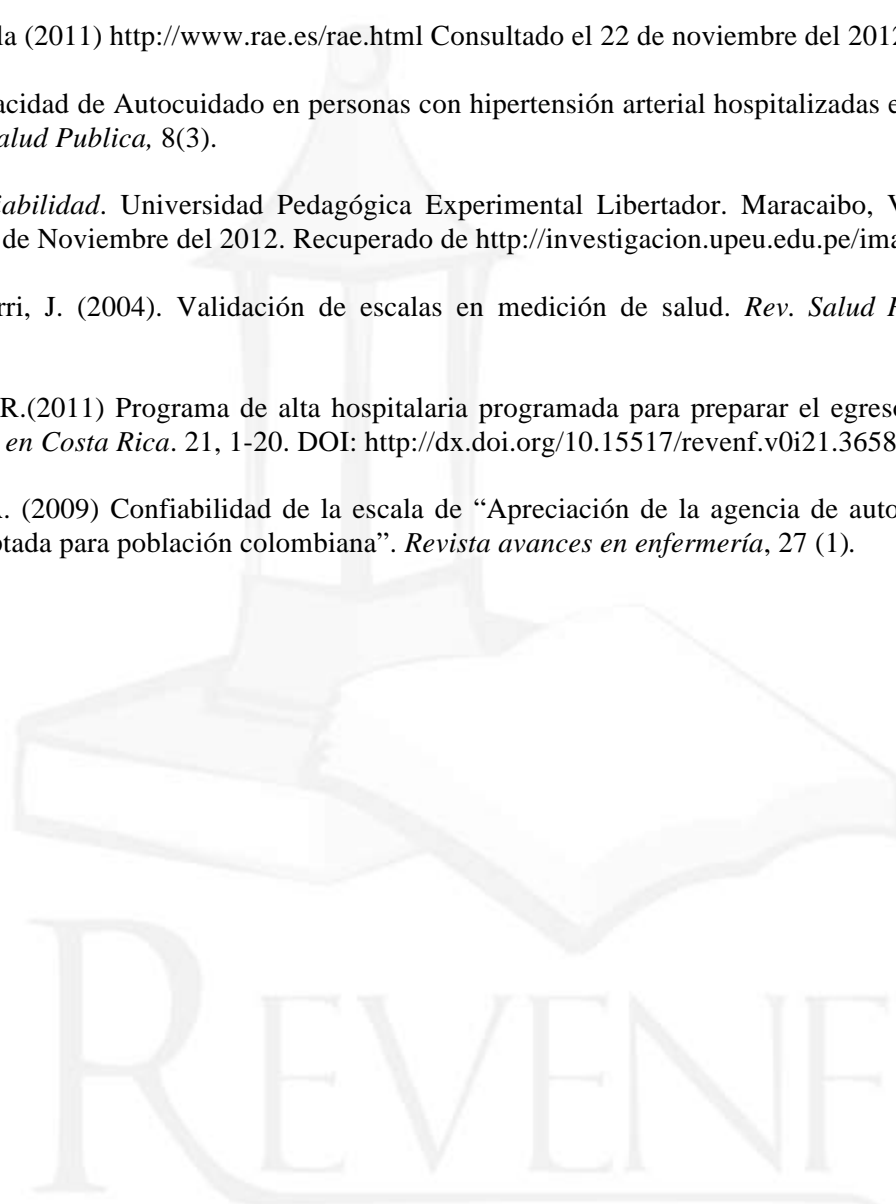 la (2011) http://www.rae.es/rae.html Consultado el 22 de noviembre del 2012
acidad de Autocuidado en personas con hipertensión arterial hospitalizadas e
alud Publica, 8(3).
iabilidad. Universidad Pedagógica Experimental Libertador. Maracaibo, V
de Noviembre del 2012. Recuperado de http://investigacion.upeu.edu.pe/ima
rri, J. (2004). Validación de escalas en medición de salud. Rev. Salud P
R.(2011) Programa de alta hospitalaria programada para preparar el egreso
en Costa Rica. 21, 1-20. DOI: http://dx.doi.org/10.15517/revenf.v0i21.3658
. (2009) Confiabilidad de la escala de “Apreciación de la agencia de auto
otada para población colombiana”. Revista avances en enfermería, 27 (1).
REVENF